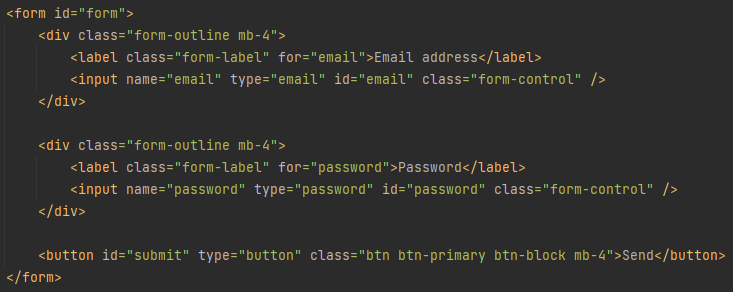 <form id="form">
<div class="form-outline mb-4">
<label class="form-label" for="email">Email address</label>
<input name="email" type="email" id="email" class="form-control" />
</div>
<div class="form-outline mb-4">
<label class="form-label" for="password">Password</label>
<input name="password" type="password" id="password" class="form-control" />
</div>
<button id="submit" type="button" class="btn btn-primary btn-block mb-4">Send</button>
</form>